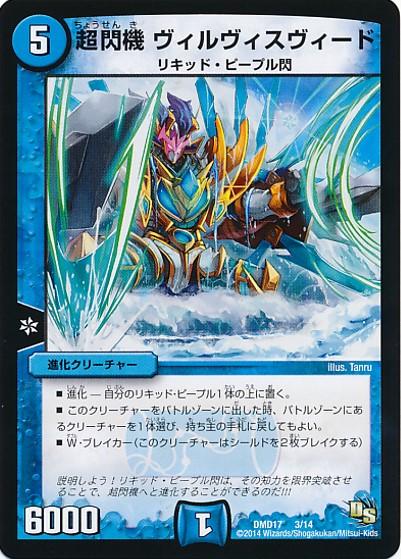 5
ちょうせんき
超閃機 ヴィルヴィスヴィード
リキッド・ピープル閃
進化クリーチャー
illus. Tanru
■ 進化 — 自分のリキッド・ピープル1体の上に置く。
■ このクリーチャーをバトルゾーンに出した時、バトルゾーンにあ
るクリーチャーを1体選び、持ち主の手札に戻してもよい。
■ W・ブレイカー(このクリーチャーはシールドを2枚ブレイクする)
説明しよう！リキッド・ピープル閃は、その知力を限界突破させ
ることで、超閃機へと進化することができるのだ!!!
6000
1
DMD17 3/14
©2014 Wizards/Shogakukan/Mitsui-Kids
DS